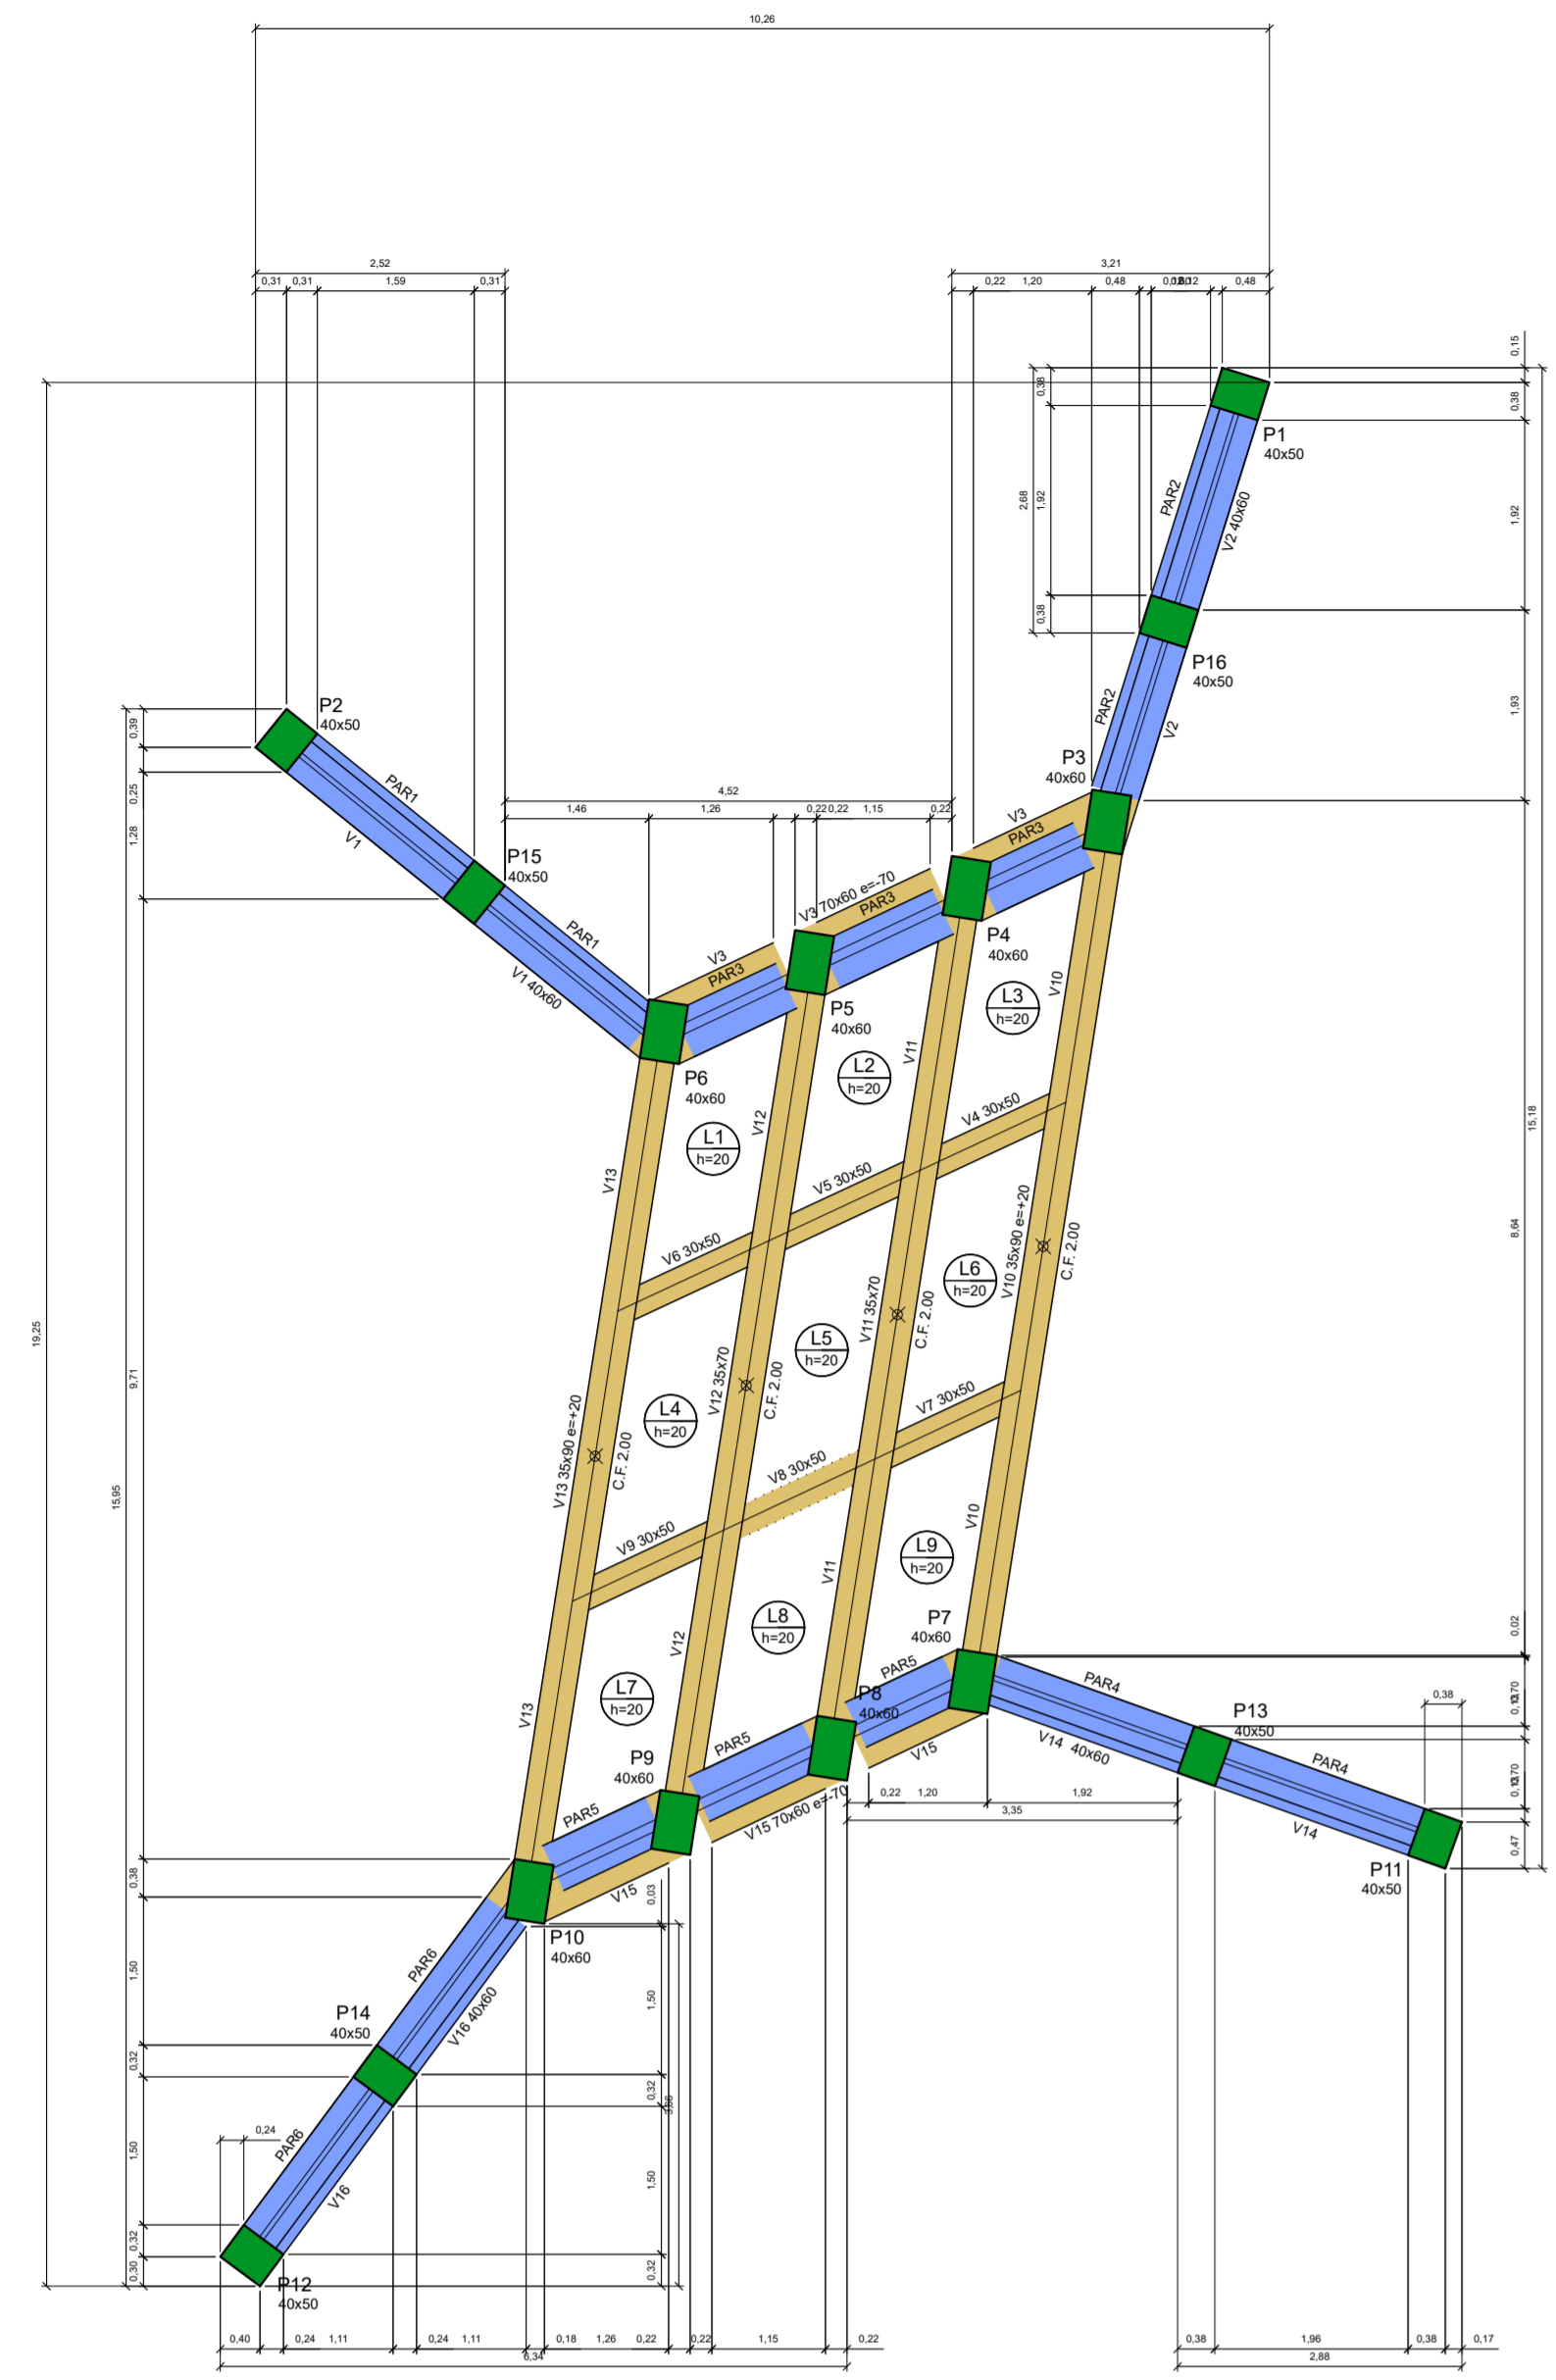 10,26
2,52
3,21
0,31 0,31 1,59 0,31
0,22 1,20 0,48 0,48
0,15
0,38
0,38
P1
40x50
PAR2
V2 40x60
2,68
1,92
1,92
0,38
P16
40x50
PAR2
V2
1,93
P2
40x50
0,39
0,25
1,28
PAR1
V1
P3
40x60
4,52
1,46 1,26 0,22 0,22 1,15 0,22
P15
40x50
PAR1
V1 40x60
V3
PAR3
V3 70x60 e=-70
PAR3
V3
PAR3
P4
40x60
P5
40x60
P6
40x60
L3
h=20
V10
L2
h=20
V11
L1
h=20
V12
V13
V4 30x50
V5 30x50
V6 30x50
15,18
8,64
V10 35x90 e=+20
C.F. 2.00
L6
h=20
V11 35x70
C.F. 2.00
L5
h=20
V12 35x70
C.F. 2.00
L4
h=20
V13 35x90 e=+20
C.F. 2.00
19,25
9,71
15,95
V7 30x50
V8 30x50
V9 30x50
V10
L9
h=20
V11
L8
h=20
V12
L7
h=20
V13
P7
40x60
PAR5
P8
40x60
V15
PAR5
V15 70x60 e=-70
P9
40x60
PAR5
V15
0,02
PAR4
P13
40x50
V14 40x60
PAR4
V14
0,38
0,47
P11
40x50
0,22 1,20 1,92
3,35
0,38
0,03
P10
40x60
1,50
PAR6
V16 40x60
1,50
P14
40x50
0,32
0,32
0,24
PAR6
V16
1,50
1,50
0,32
0,30
0,32
P12
40x50
0,40 0,24 1,11 0,24 1,11 0,18 1,26 0,22 0,22 1,15 0,22
6,34
0,38 1,96 0,38 0,17
2,88